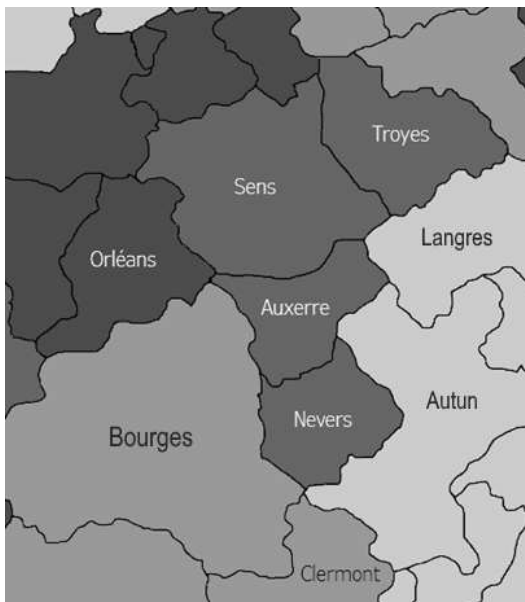 Troyes
Sens
Langres
Orléans
Auxerre
Autun
Nevers
Bourges
Clermont